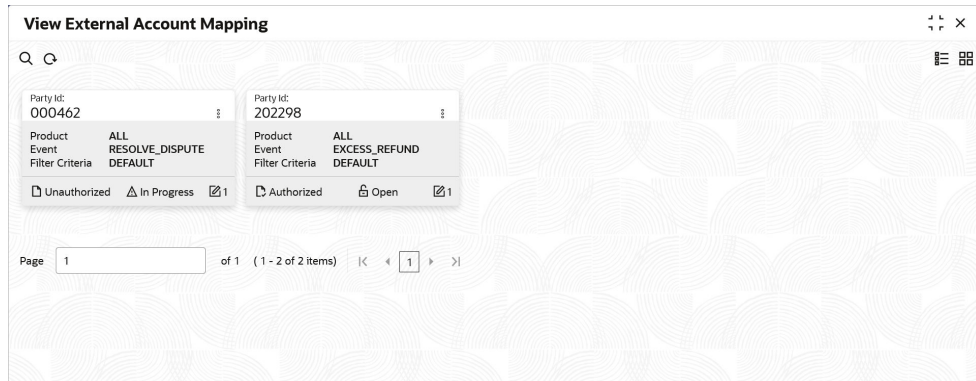 View External Account Mapping
Party Id:
000462
Product ALL
Event RESOLVE_DISPUTE
Filter Criteria DEFAULT
Unauthorized In Progress 1
Party Id:
202298
Product ALL
Event EXCESS_REFUND
Filter Criteria DEFAULT
Authorized Open 1
Page 1 of 1 ( 1 - 2 of 2 items) 1